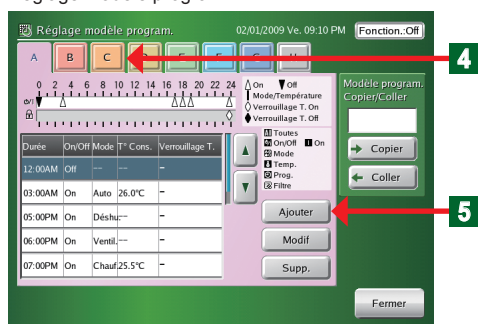 Réglage modèle program. 02/01/2009 Ve. 09:10 PM Fonction.:Off
A B C
0 2 4 6 8 10 12 14 16 18 20 22 24
On Off
Mode/Température
Verrouillage T. On
Verrouillage T. Off
Toutes
On/Off On
Mode
Temp.
Prog.
Filtre
Modèle program.
Copier/Coller
Copier
Coller
Durée On/Off Mode T° Cons. Verrouillage T.
12:00AM Off -- -- -
03:00AM On Auto 26.0°C -
05:00PM On Déshu. -- -
06:00PM On Ventil. -- -
07:00PM On Chauf. 25.5°C -
Ajouter
Modif
Supp.
Fermer
4
5